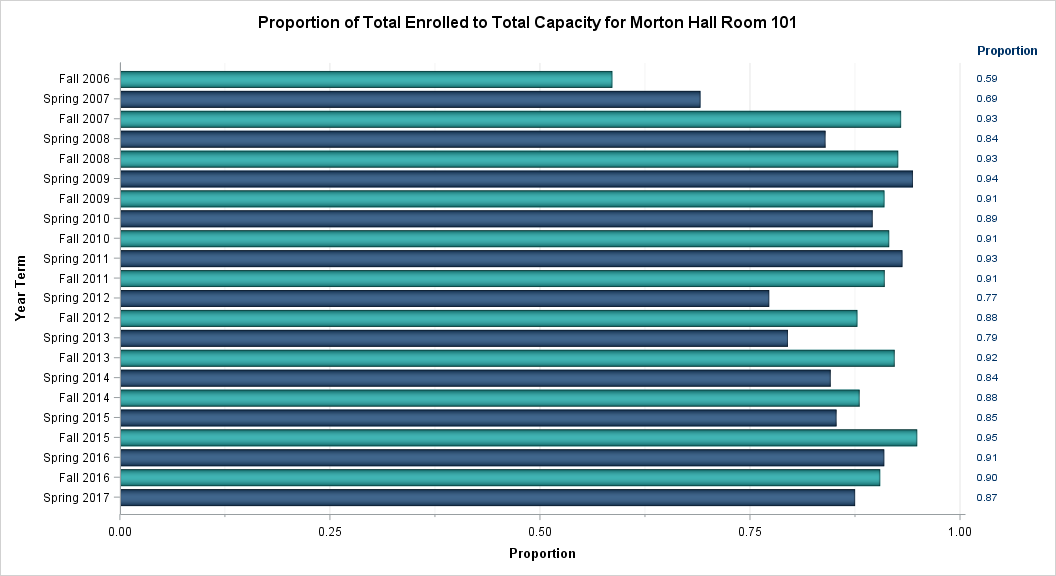 Proportion of Total Enrolled to Total Capacity for Morton Hall Room 101
Proportion
Fall 2006 0.59
Spring 2007 0.69
Fall 2007 0.93
Spring 2008 0.84
Fall 2008 0.93
Spring 2009 0.94
Fall 2009 0.91
Spring 2010 0.89
Fall 2010 0.91
Spring 2011 0.93
Fall 2011 0.91
Spring 2012 0.77
Fall 2012 0.88
Spring 2013 0.79
Fall 2013 0.92
Spring 2014 0.84
Fall 2014 0.88
Spring 2015 0.85
Fall 2015 0.95
Spring 2016 0.91
Fall 2016 0.90
Spring 2017 0.87
Year Term
0.00 0.25 0.50 0.75 1.00
Proportion